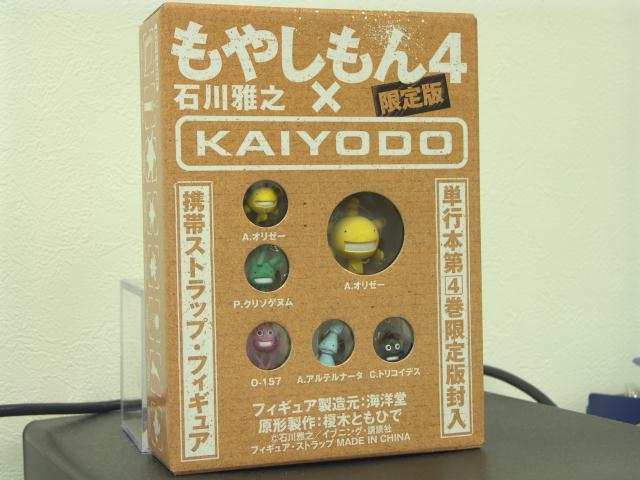 もやしもん4
石川雅之 ×
限定版
KAIYODO
携帯ストラップ・フィギュア
単行本第4巻限定版封入
A.オリゼー
A.オリゼー
P.クリソゲヌム
O-157
A.アルテルナータ
C.トリコイデス
フィギュア製造元:海洋堂
原形製作:榎木ともひで
©石川雅之/イブニング・講談社
フィギュア・ストラップ MADE IN CHINA